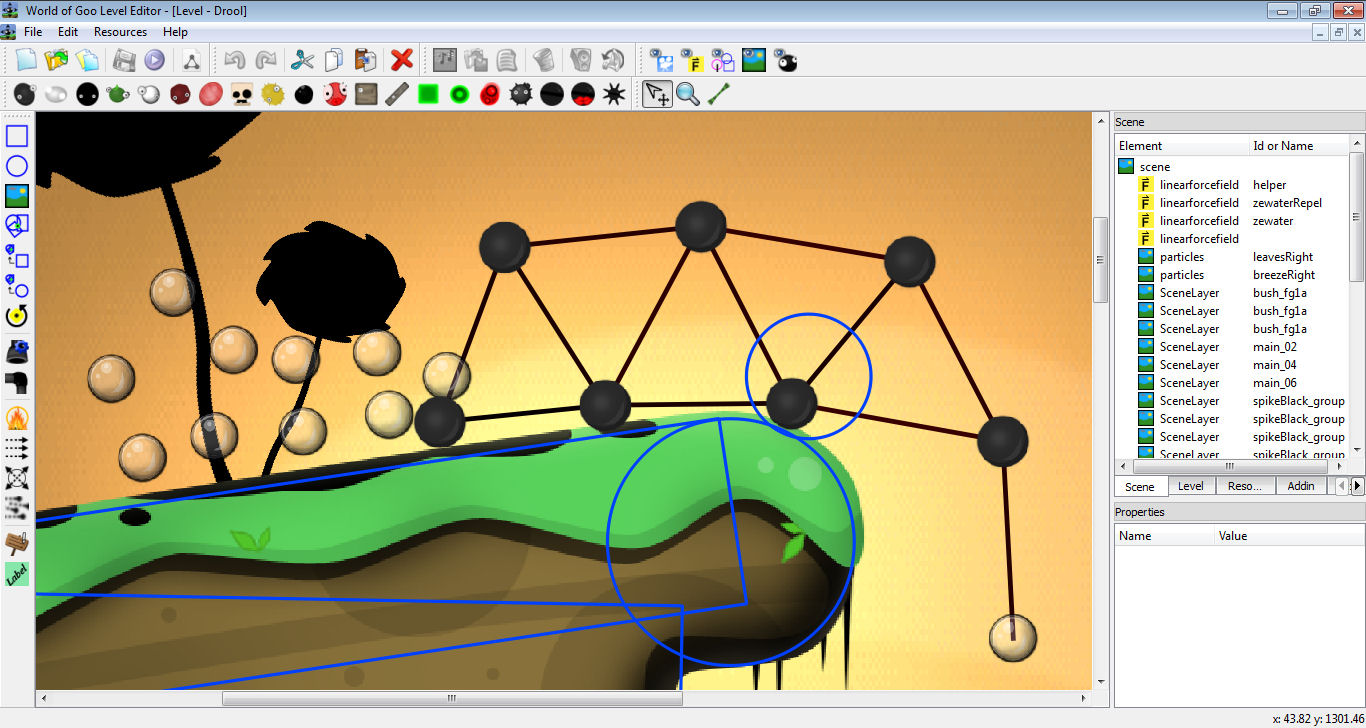 World of Goo Level Editor - [Level - Drool]
File Edit Resources Help
Scene
Element Id or Name
scene
linearforcefield helper
linearforcefield zewaterRepel
linearforcefield zewater
linearforcefield
particles leavesRight
particles breezeRight
SceneLayer bush_fg1a
SceneLayer bush_fg1a
SceneLayer bush_fg1a
SceneLayer main_02
SceneLayer main_04
SceneLayer main_06
SceneLayer spikeBlack_group
SceneLayer spikeBlack_group
SceneLayer spikeBlack_group
SceneLayer spikeBlack_group
Scene Level Reso... Addin
Properties
Name Value
Label
x: 43.82 y: 1301.46